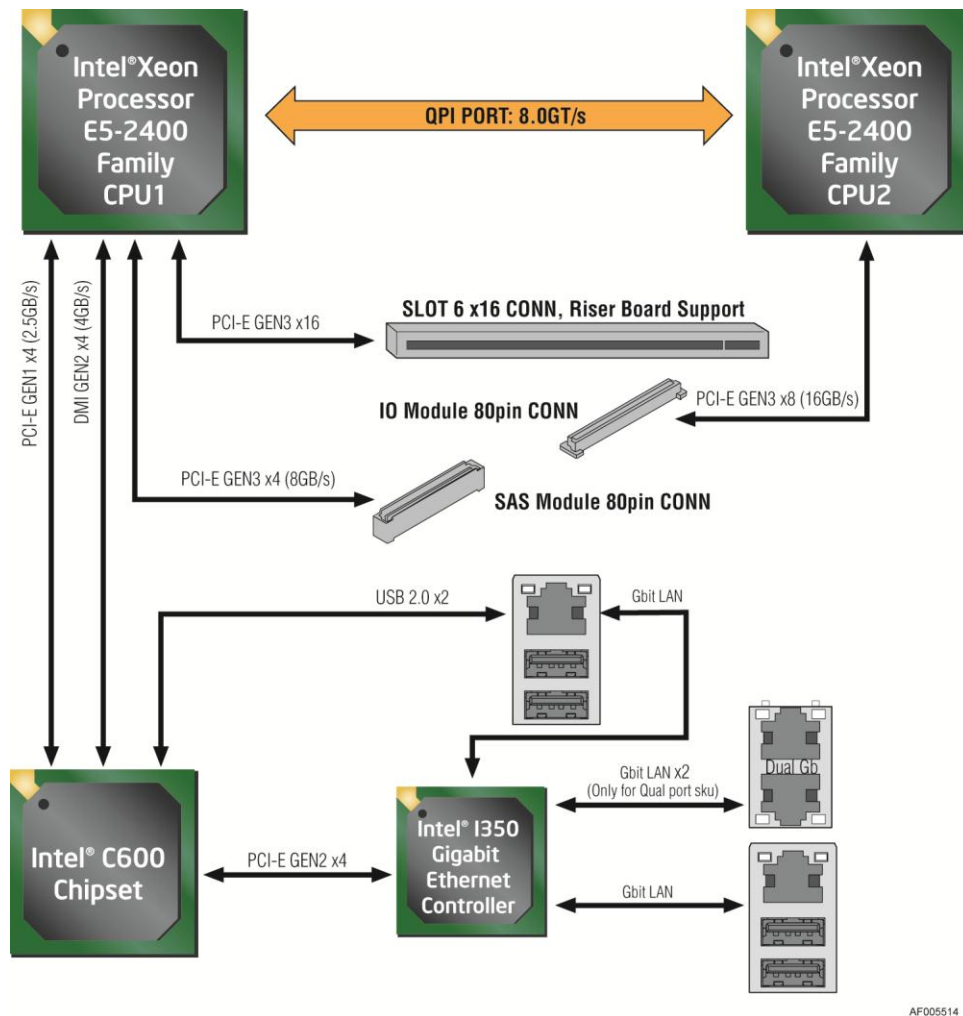 Intel®Xeon
Processor
E5-2400
Family
CPU1
QPI PORT: 8.0GT/s
Intel®Xeon
Processor
E5-2400
Family
CPU2
PCI-E GEN1 x4 (2.5GB/s)
DMI GEN2 x4 (4GB/s)
PCI-E GEN3 x16
SLOT 6 x16 CONN, Riser Board Support
IO Module 80pin CONN
PCI-E GEN3 x8 (16GB/s)
PCI-E GEN3 x4 (8GB/s)
SAS Module 80pin CONN
USB 2.0 x2
Gbit LAN
Intel® C600
Chipset
PCI-E GEN2 x4
Intel® I350
Gigabit
Ethernet
Controller
Gbit LAN x2
(Only for Qual port sku)
Dual Gb
Gbit LAN
AF005514